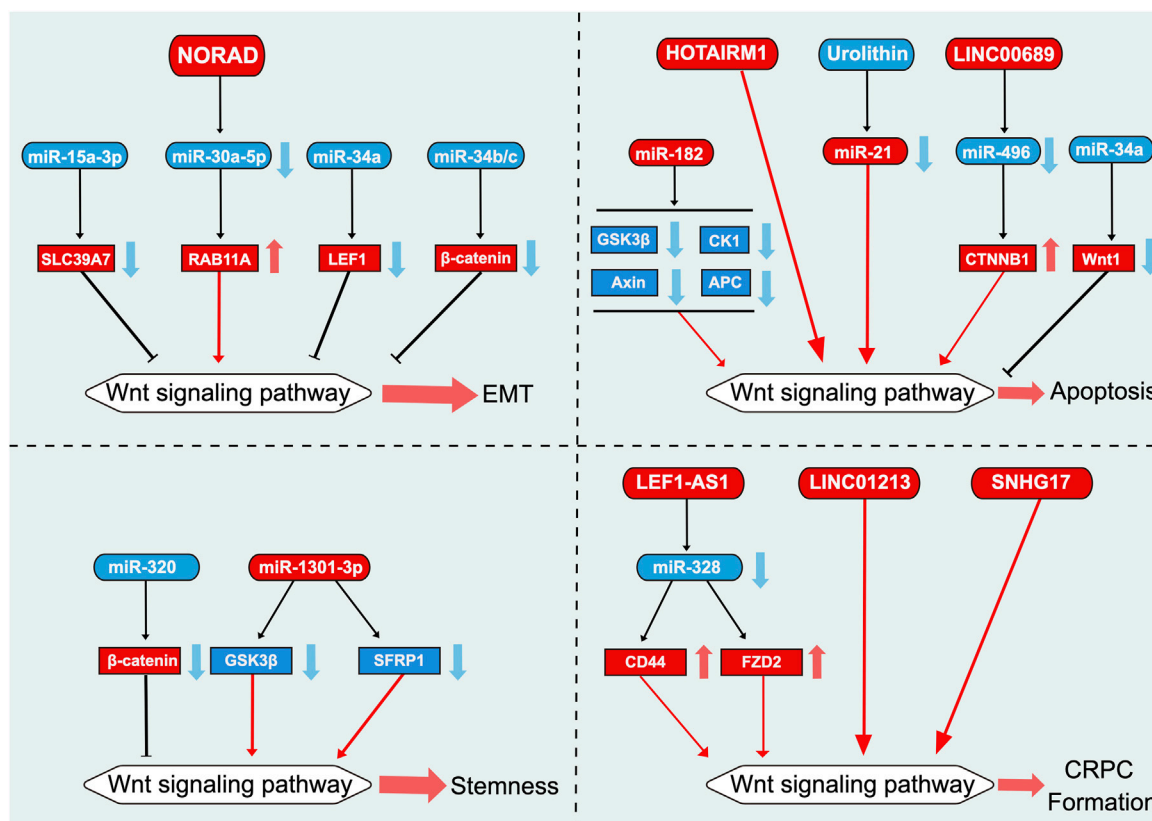 NORAD
miR-15a-3p
miR-30a-5p
miR-34a
miR-34b/c
SLC39A7
RAB11A
LEF1
β-catenin
Wnt signaling pathway
EMT
HOTAIRM1
Urolithin
LINC00689
miR-182
miR-21
miR-496
miR-34a
GSK3β
CK1
Axin
APC
CTNNB1
Wnt1
Wnt signaling pathway
Apoptosis
miR-320
miR-1301-3p
β-catenin
GSK3β
SFRP1
Wnt signaling pathway
Stemness
LEF1-AS1
LINC01213
SNHG17
miR-328
CD44
FZD2
Wnt signaling pathway
CRPC
Formation